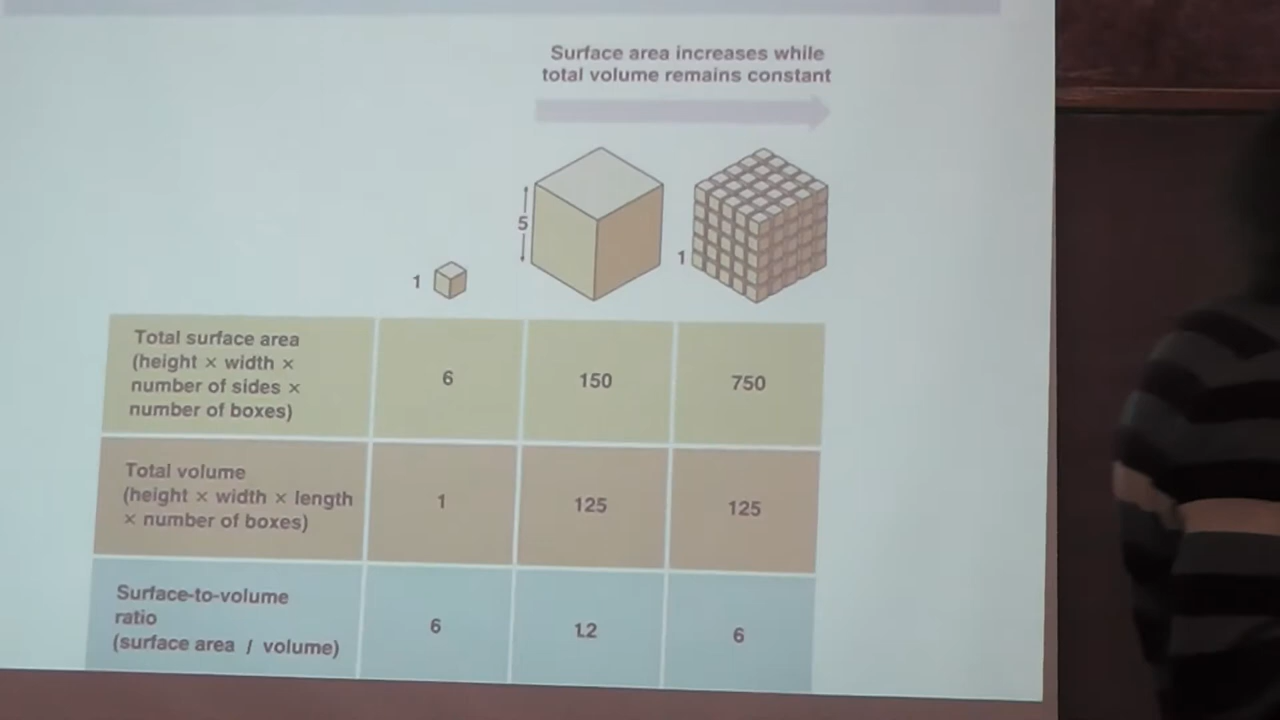 Surface area increases while
total volume remains constant
5
1
1
Total surface area
(height × width ×
number of sides ×
number of boxes)
6
150
750
Total volume
(height × width × length
× number of boxes)
1
125
125
Surface-to-volume
ratio
(surface area / volume)
6
1.2
6